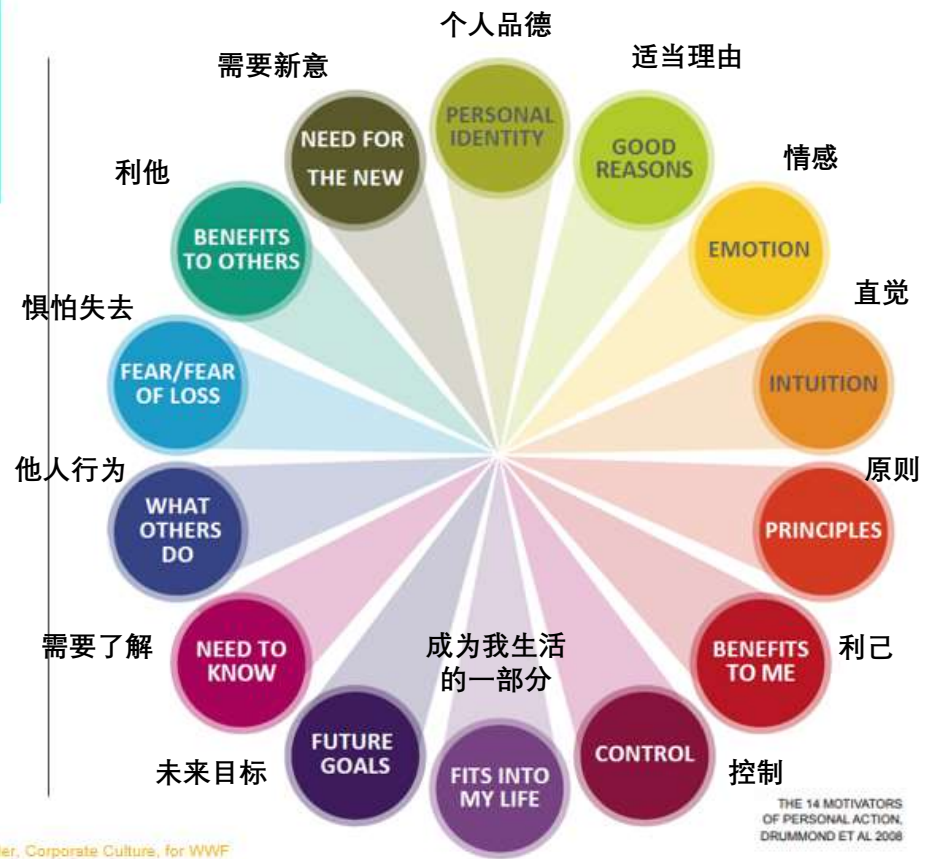 个人品德
PERSONAL
IDENTITY
适当理由
GOOD
REASONS
情感
EMOTION
直觉
INTUITION
原则
PRINCIPLES
利己
BENEFITS
TO ME
控制
CONTROL
成为我生活
的一部分
FITS INTO
MY LIFE
未来目标
FUTURE
GOALS
需要了解
NEED TO
KNOW
他人行为
WHAT
OTHERS
DO
惧怕失去
FEAR/FEAR
OF LOSS
利他
BENEFITS
TO OTHERS
需要新意
NEED FOR
THE NEW
THE 14 MOTIVATORS
OF PERSONAL ACTION,
DRUMMOND ET AL 2008
er, Corporate Culture, for WWF